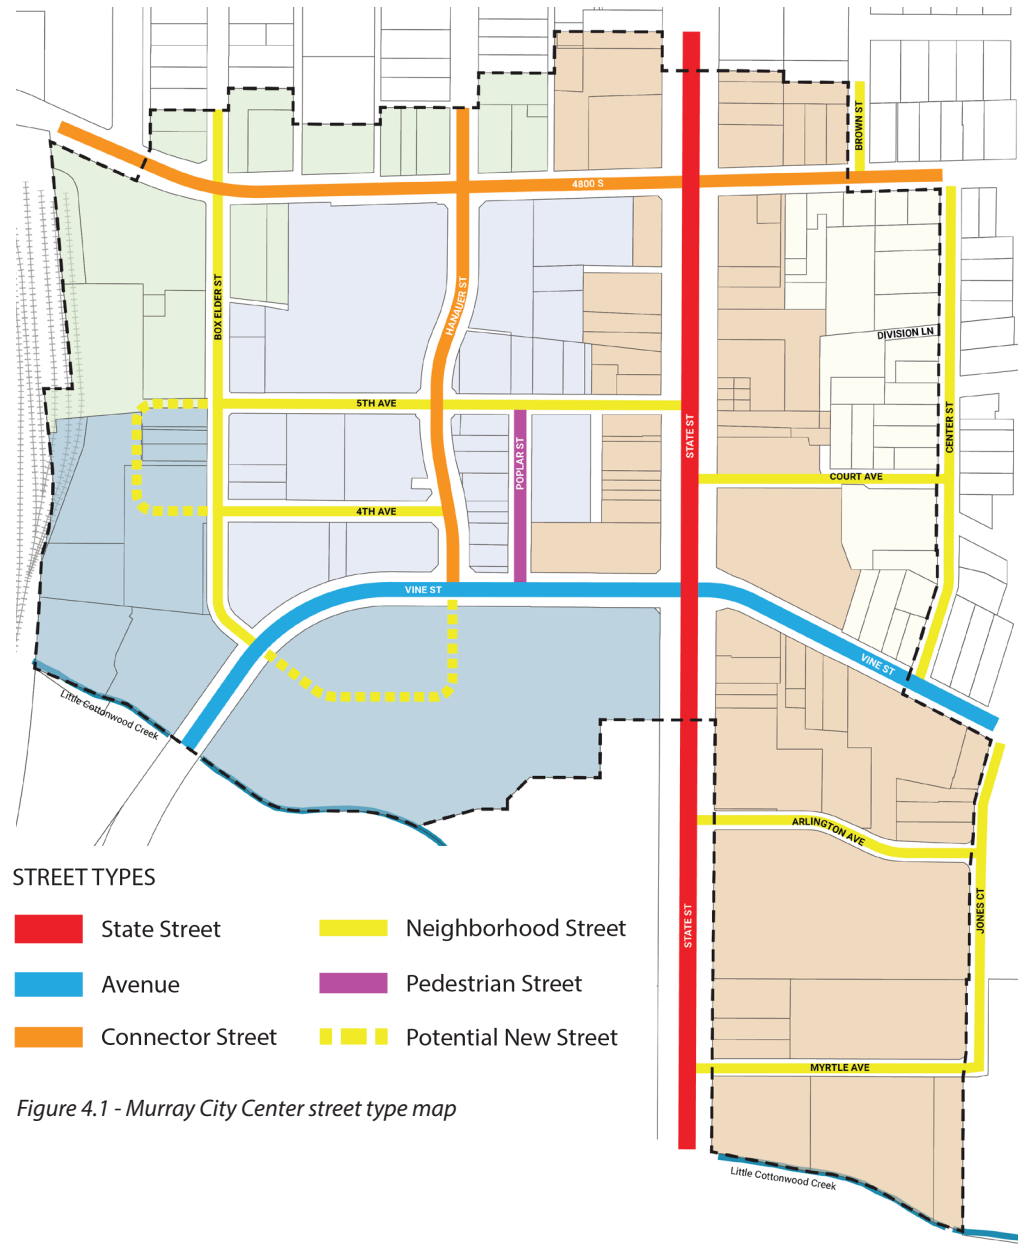 BROWN ST
4800 S
BOX ELDER ST
HANAUER ST
DIVISION LN
5TH AVE
STATE ST
CENTER ST
POPLAR ST
COURT AVE
4TH AVE
VINE ST
VINE ST
Little Cottonwood Creek
ARLINGTON AVE
STREET TYPES
State Street
Neighborhood Street
STATE ST
JONES CT
Avenue
Pedestrian Street
Connector Street
Potential New Street
MYRTLE AVE
Figure 4.1 - Murray City Center street type map
Little Cottonwood Creek